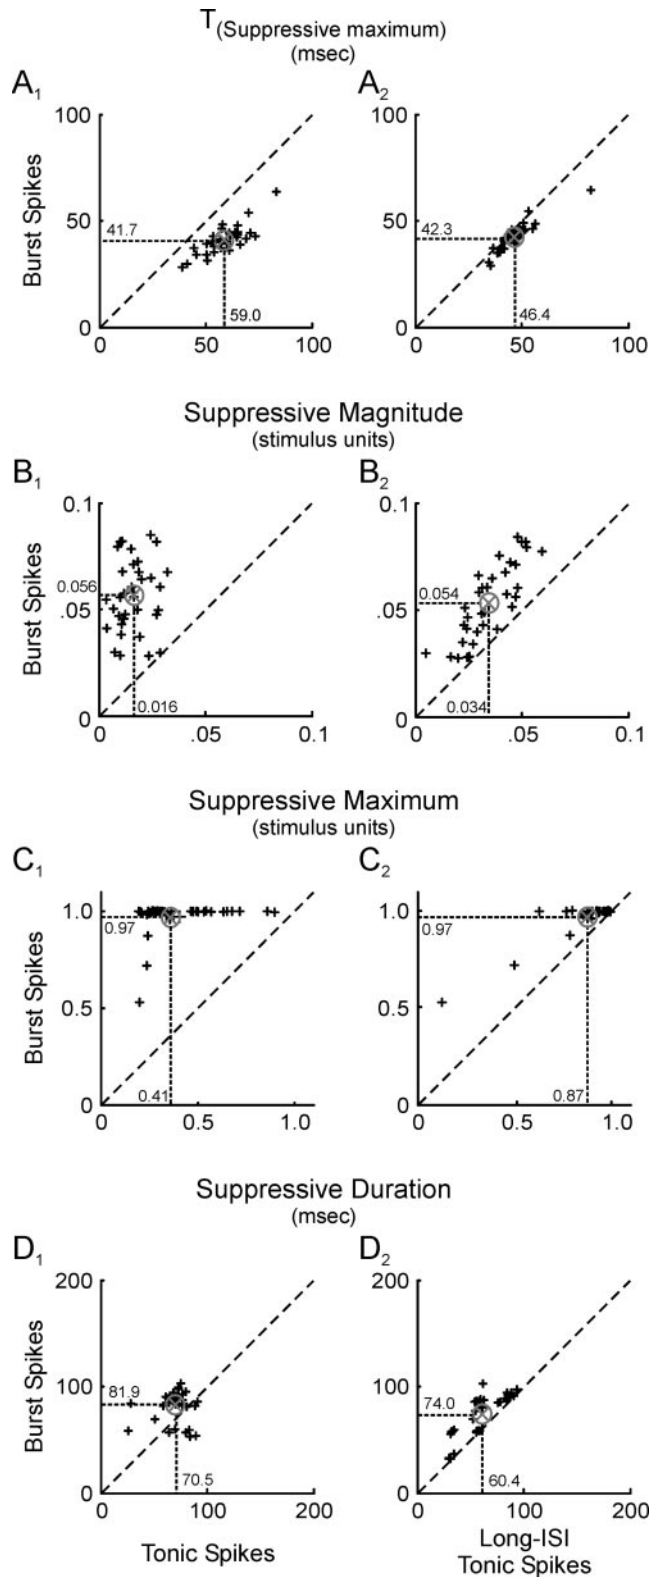 T(Suppressive maximum)
(msec)
A1
A2
100
100
Burst Spikes
50
50
41.7
42.3
59.0
46.4
0
0
0
50
100
0
50
100
Suppressive Magnitude
(stimulus units)
B1
B2
0.1
0.1
Burst Spikes
0.056
0.054
.05
.05
0.016
0.034
0
0
0
.05
0.1
0
.05
0.1
Suppressive Maximum
(stimulus units)
C1
C2
1.0
1.0
Burst Spikes
0.97
0.97
0.5
0.5
0.41
0.87
0
0
0
0.5
1.0
0
0.5
1.0
Suppressive Duration
(msec)
D1
D2
200
200
Burst Spikes
100
100
81.9
74.0
70.5
60.4
0
0
0
100
200
0
100
200
Tonic Spikes
Long-ISI
Tonic Spikes